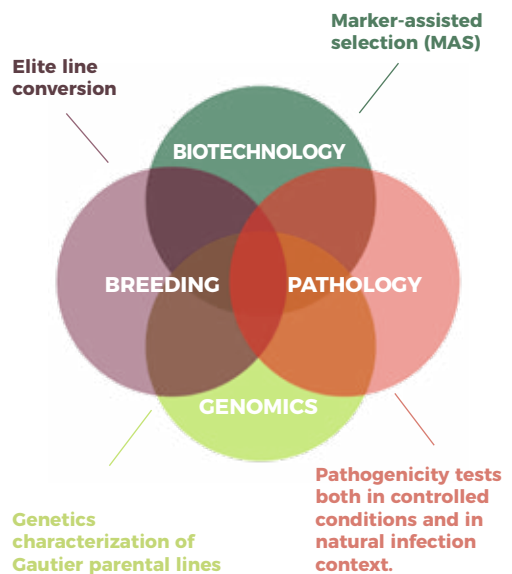 Marker-assisted
selection (MAS)
Elite line
conversion
BIOTECHNOLOGY
BREEDING
PATHOLOGY
GENOMICS
Pathogenicity tests
both in controlled
conditions and in
natural infection
context.
Genetics
characterization of
Gautier parental lines